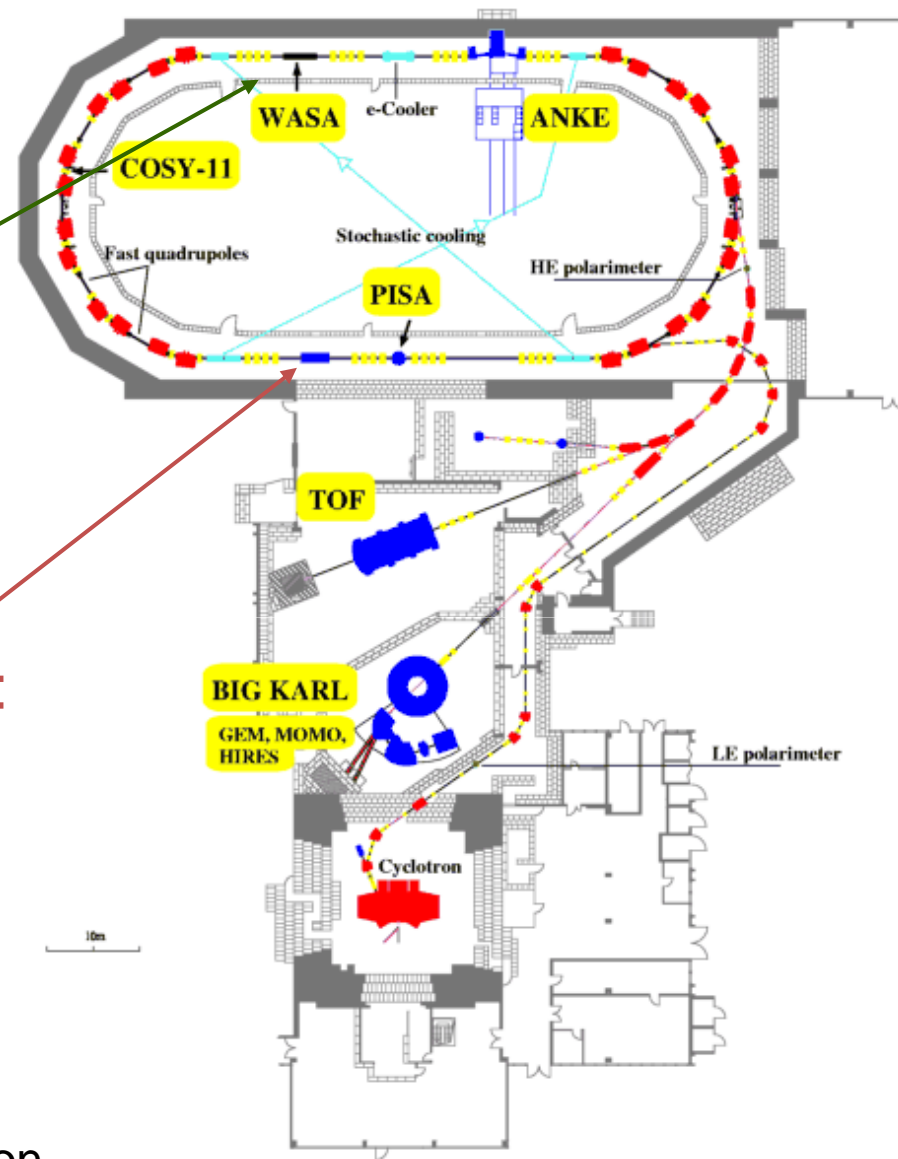 WASA
e-Cooler
ANKE
COSY-11
Stochastic cooling
Fast quadrupoles
HE polarimeter
PISA
TOF
BIG KARL
GEM, MOMO,
HIRES
LE polarimeter
Cyclotron
10m